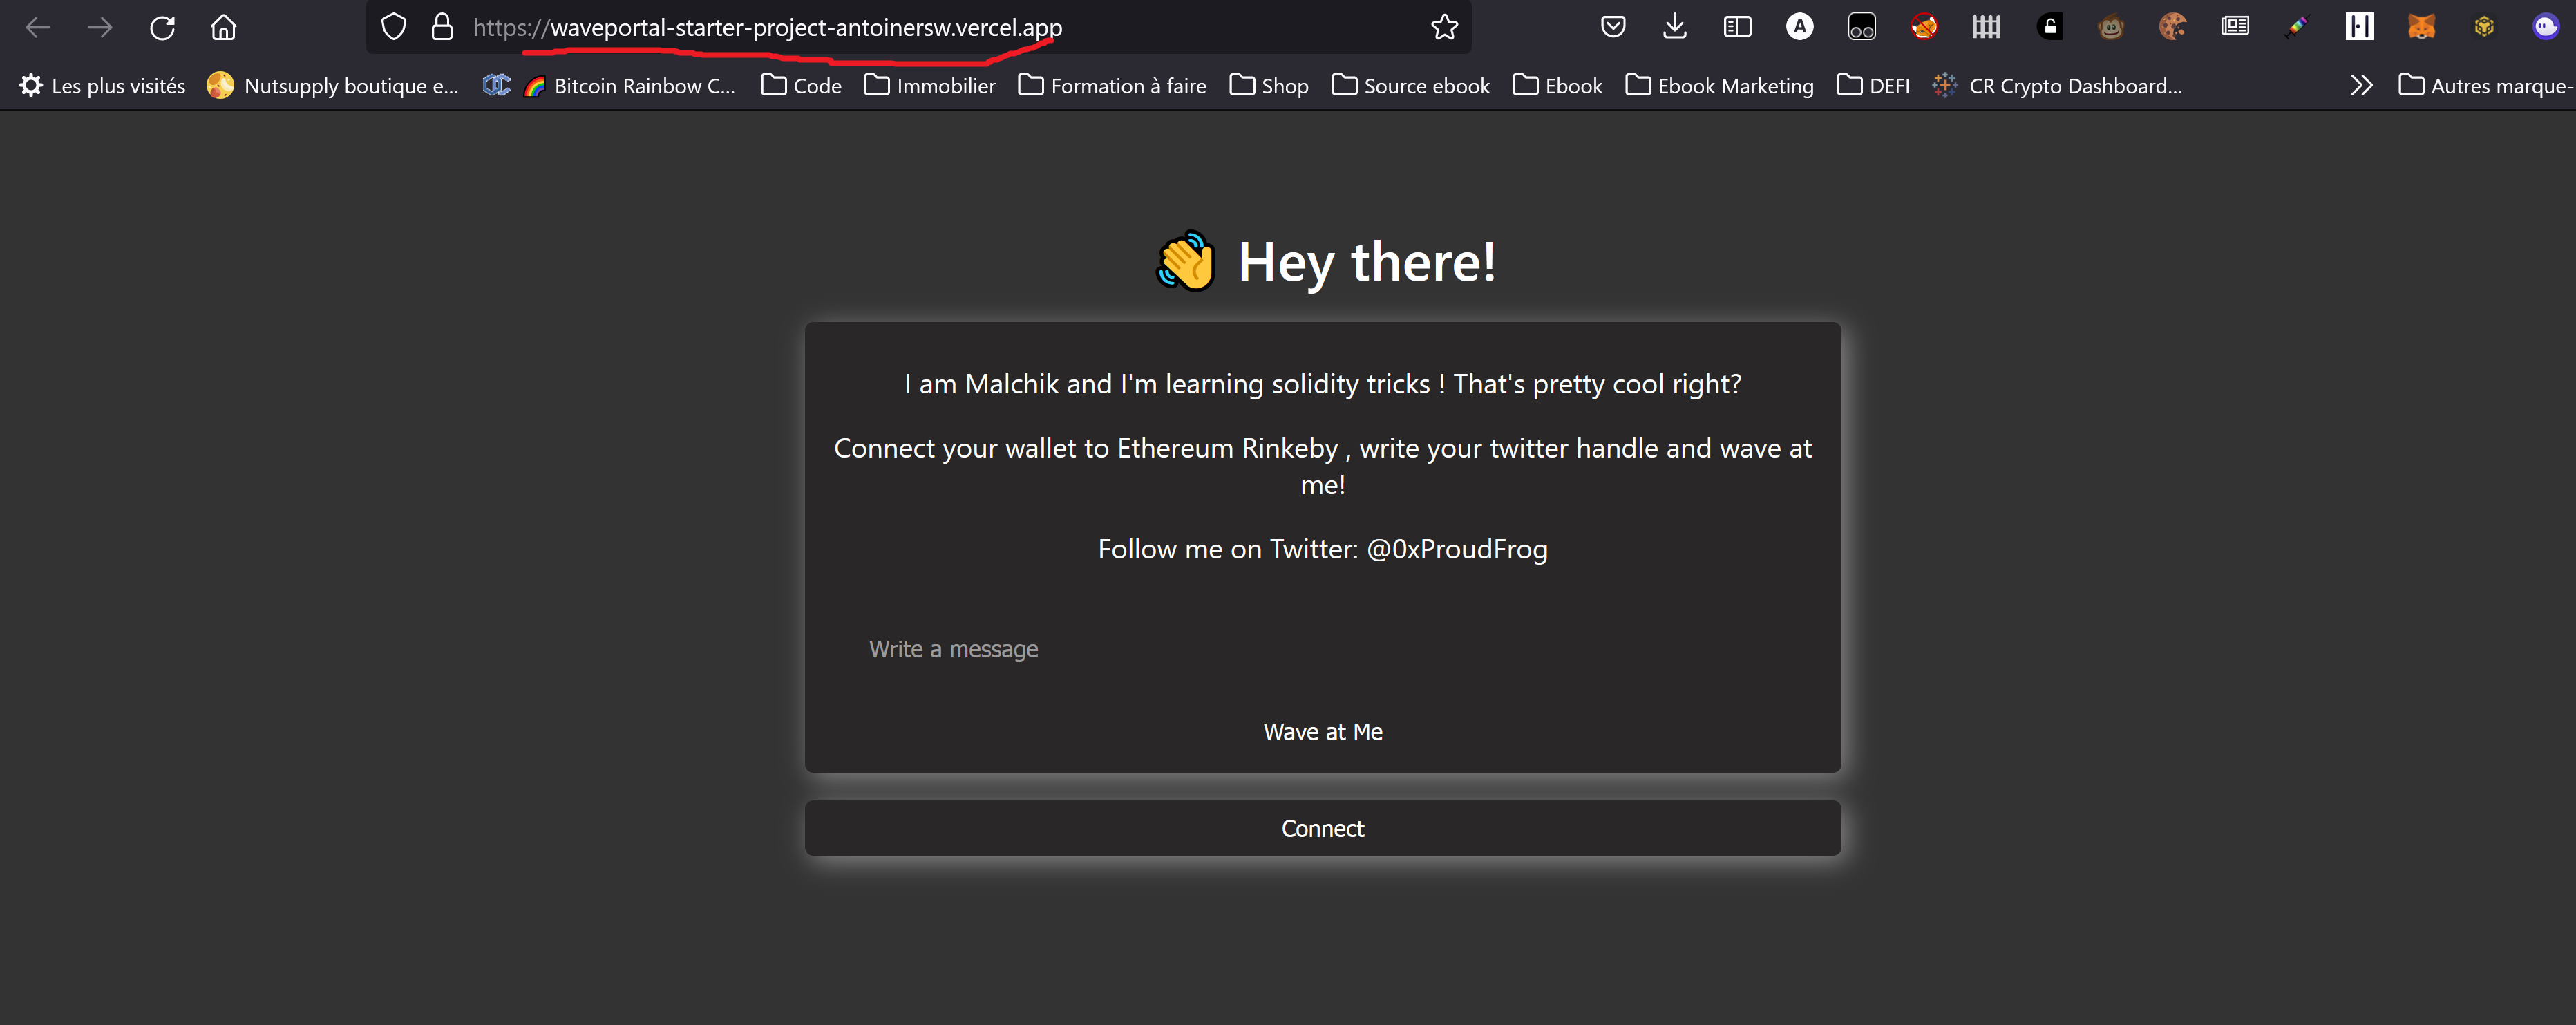 https://waveportal-starter-project-antoinersw.vercel.app
Les plus visités Nutsupply boutique e... Bitcoin Rainbow C... Code Immobilier Formation à faire Shop Source ebook Ebook Ebook Marketing DEFI CR Crypto Dashboard... Autres marque-
👋 Hey there!
I am Malchik and I'm learning solidity tricks ! That's pretty cool right?
Connect your wallet to Ethereum Rinkeby , write your twitter handle and wave at
me!
Follow me on Twitter: @0xProudFrog
Write a message
Wave at Me
Connect